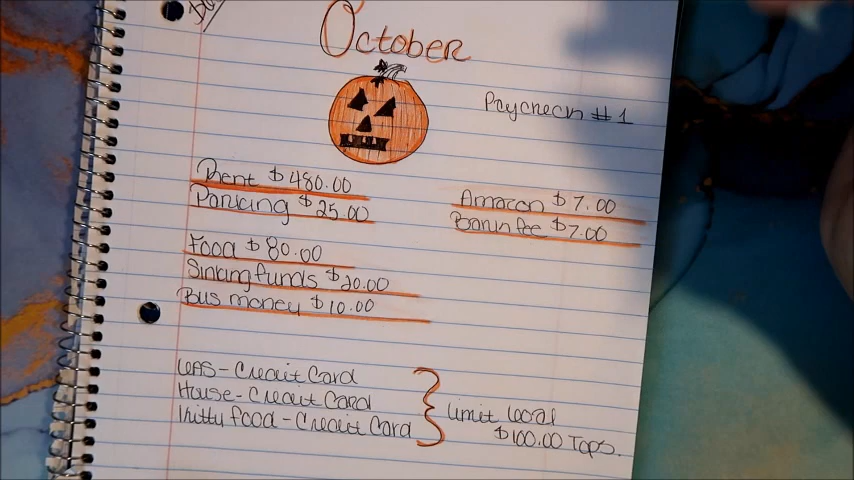 October
Paycheck #1
Rent $480.00
Parking $25.00
Food $80.00
Sinking funds $20.00
Bus money $10.00
Amazon $7.00
Bank fee $7.00
GAS - Credit Card
House - Credit Card
Kitty food - Credit Card
limit
$100.00 Tops.